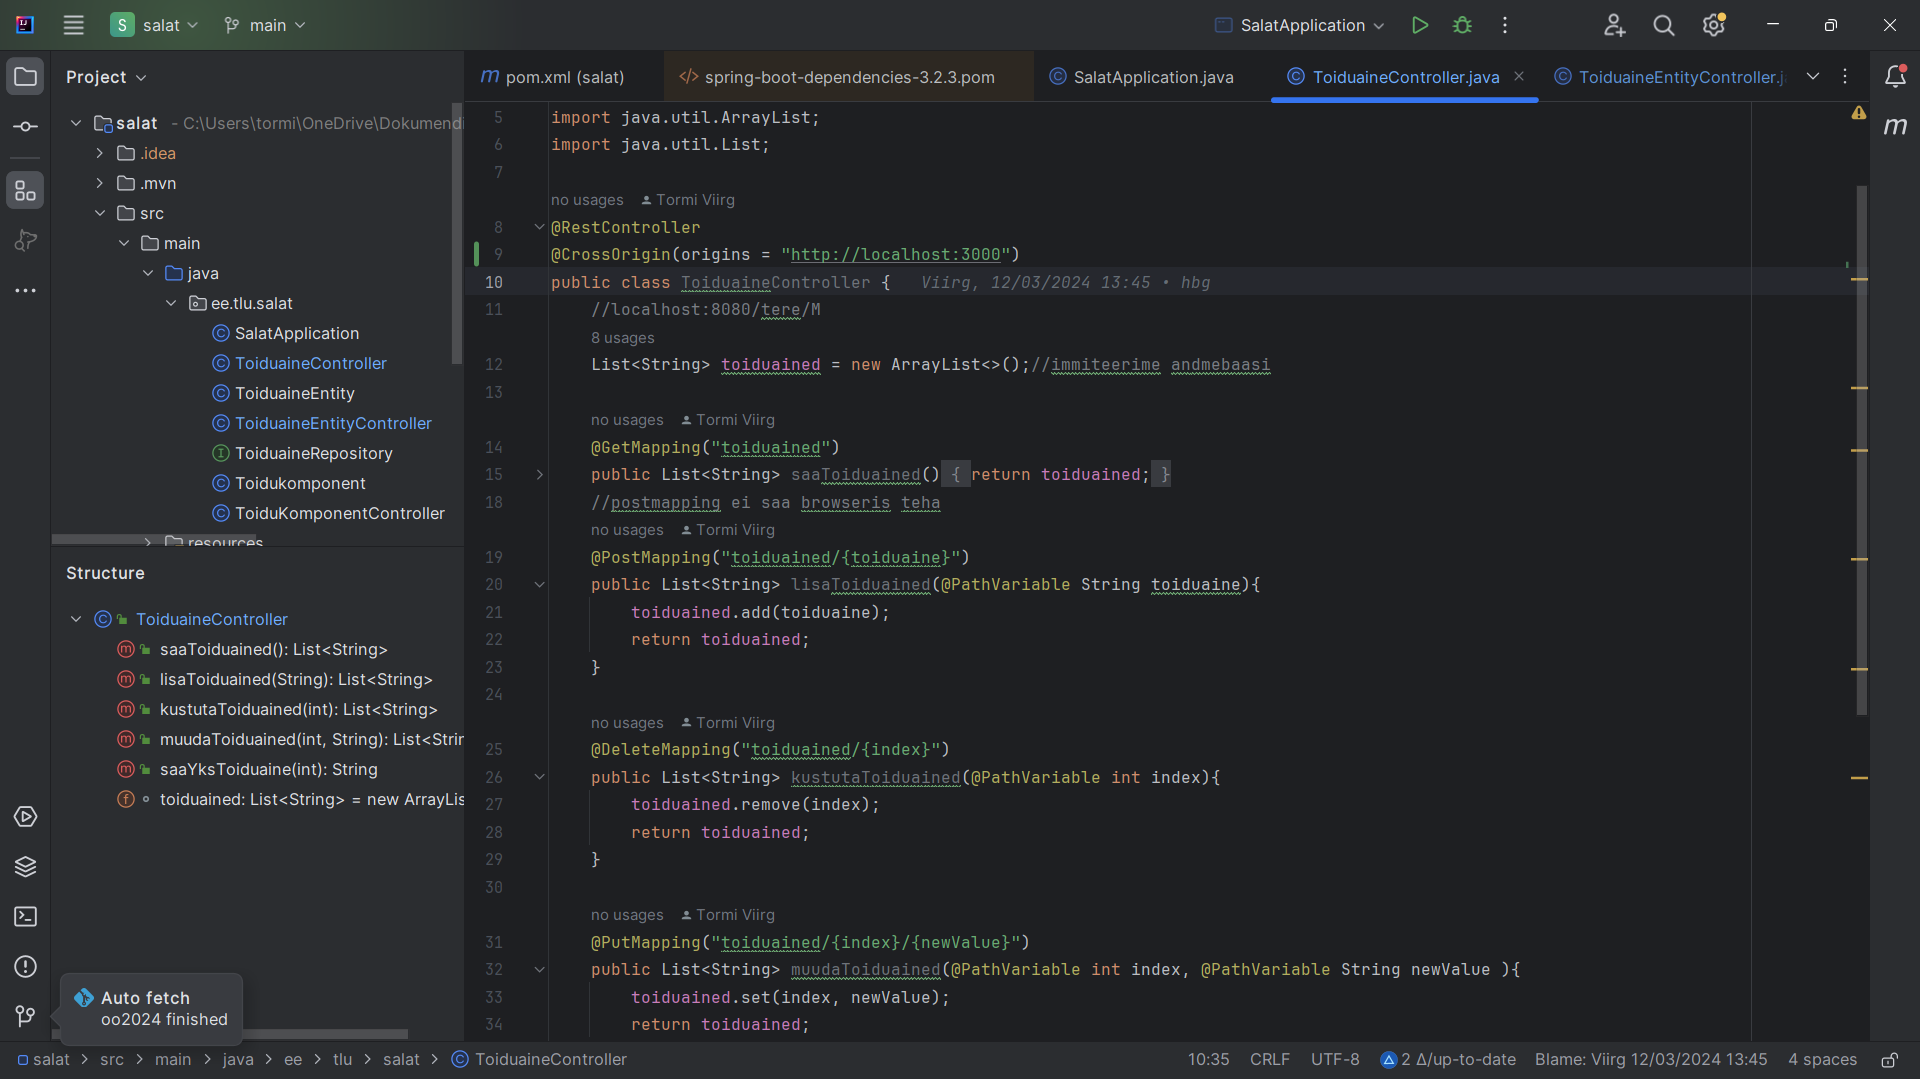 S salat main SalatApplication
Project
pom.xml (salat) spring-boot-dependencies-3.2.3.pom SalatApplication.java ToiduaineController.java ToiduaineEntityController.j
salat - C:\Users\tormi\OneDrive\Dokumendi
.idea
.mvn
src
main
java
ee.tlu.salat
SalatApplication
ToiduaineController
ToiduaineEntity
ToiduaineEntityController
ToiduaineRepository
Toidukomponent
ToiduKomponentController
resources
Structure
ToiduaineController
saaToiduained(): List<String>
lisaToiduained(String): List<String>
kustutaToiduained(int): List<String>
muudaToiduained(int, String): List<Strin
saaYksToiduaine(int): String
toiduained: List<String> = new ArrayLis
Auto fetch
oo2024 finished
5 import java.util.ArrayList;
6 import java.util.List;
7
no usages Tormi Viirg
8 @RestController
9 @CrossOrigin(origins = "http://localhost:3000")
10 public class ToiduaineController { Viirg, 12/03/2024 13:45 • hbg
11 //localhost:8080/tere/M
8 usages
12 List<String> toiduained = new ArrayList<>();//immiteerime andmebaasi
13
no usages Tormi Viirg
14 @GetMapping("toiduained")
15 public List<String> saaToiduained() { return toiduained; }
18 //postmapping ei saa browseris teha
no usages Tormi Viirg
19 @PostMapping("toiduained/{toiduaine}")
20 public List<String> lisaToiduained(@PathVariable String toiduaine){
21 toiduained.add(toiduaine);
22 return toiduained;
23 }
24
no usages Tormi Viirg
25 @DeleteMapping("toiduained/{index}")
26 public List<String> kustutaToiduained(@PathVariable int index){
27 toiduained.remove(index);
28 return toiduained;
29 }
30
no usages Tormi Viirg
31 @PutMapping("toiduained/{index}/{newValue}")
32 public List<String> muudaToiduained(@PathVariable int index, @PathVariable String newValue ){
33 toiduained.set(index, newValue);
34 return toiduained;
salat > src > main > java > ee > tlu > salat > ToiduaineController 10:35 CRLF UTF-8 2 Δ/up-to-date Blame: Viirg 12/03/2024 13:45 4 spaces